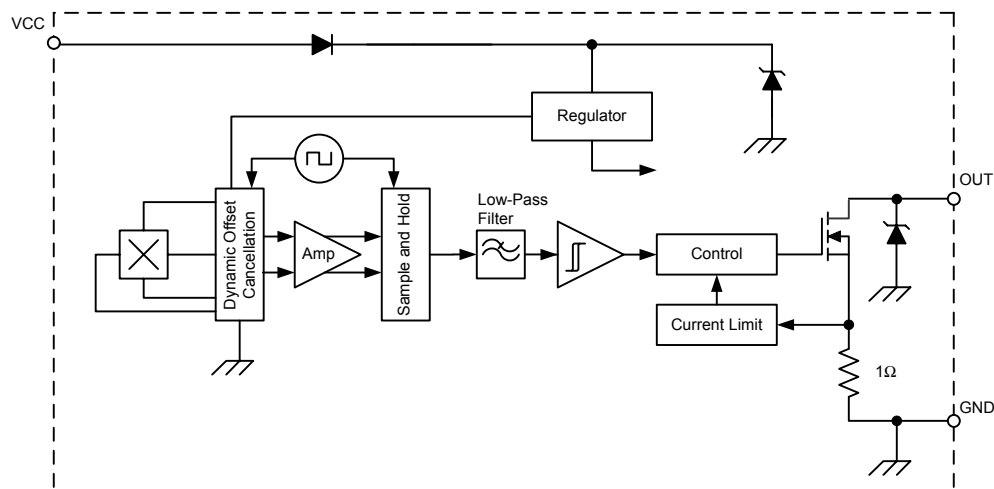 VCC
Regulator
OUT
Low-Pass
Filter
Dynamic Offset
Cancellation
Amp
Sample and Hold
Control
Current Limit
1Ω
GND